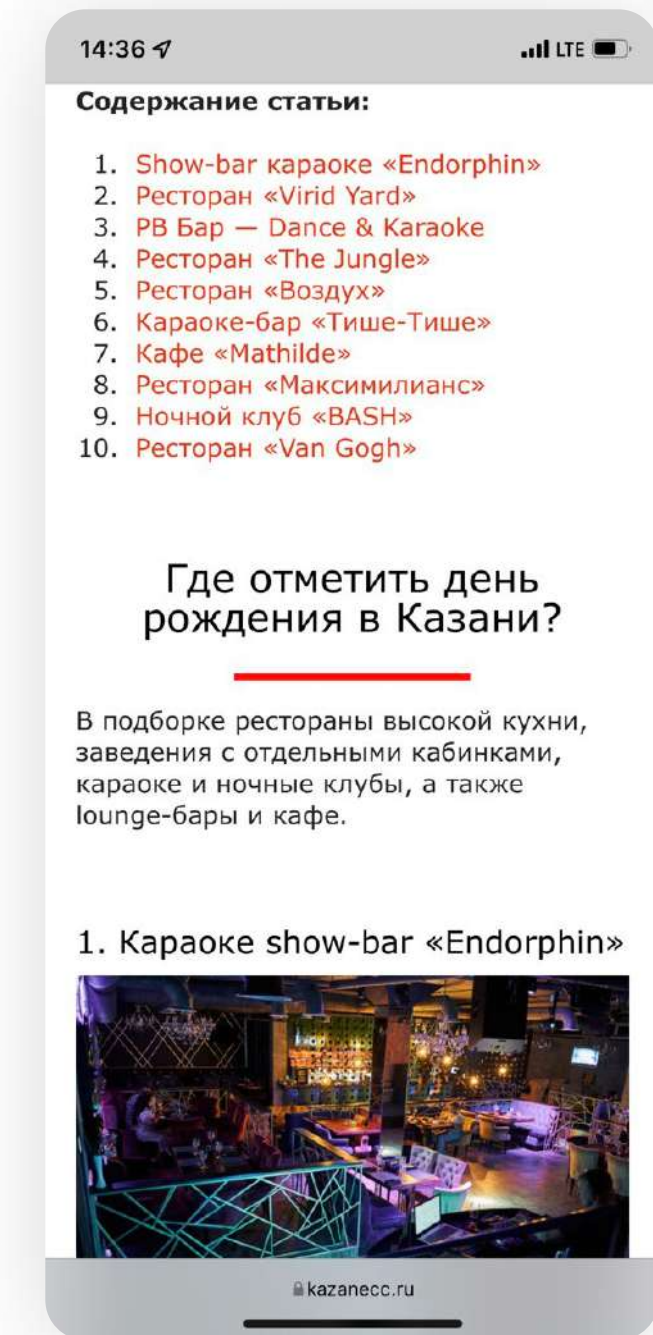 14:36 LTE
Содержание статьи:
1. Show-bar караоке «Endorphin»
2. Ресторан «Virid Yard»
3. РВ Бар — Dance & Karaoke
4. Ресторан «The Jungle»
5. Ресторан «Воздух»
6. Караоке-бар «Тише-Тише»
7. Кафе «Mathilde»
8. Ресторан «Максимилианс»
9. Ночной клуб «BASH»
10. Ресторан «Van Gogh»
Где отметить день
рождения в Казани?
В подборке рестораны высокой кухни,
заведения с отдельными кабинками,
караоке и ночные клубы, а также
lounge-бары и кафе.
1. Караоке show-bar «Endorphin»
kazanecc.ru